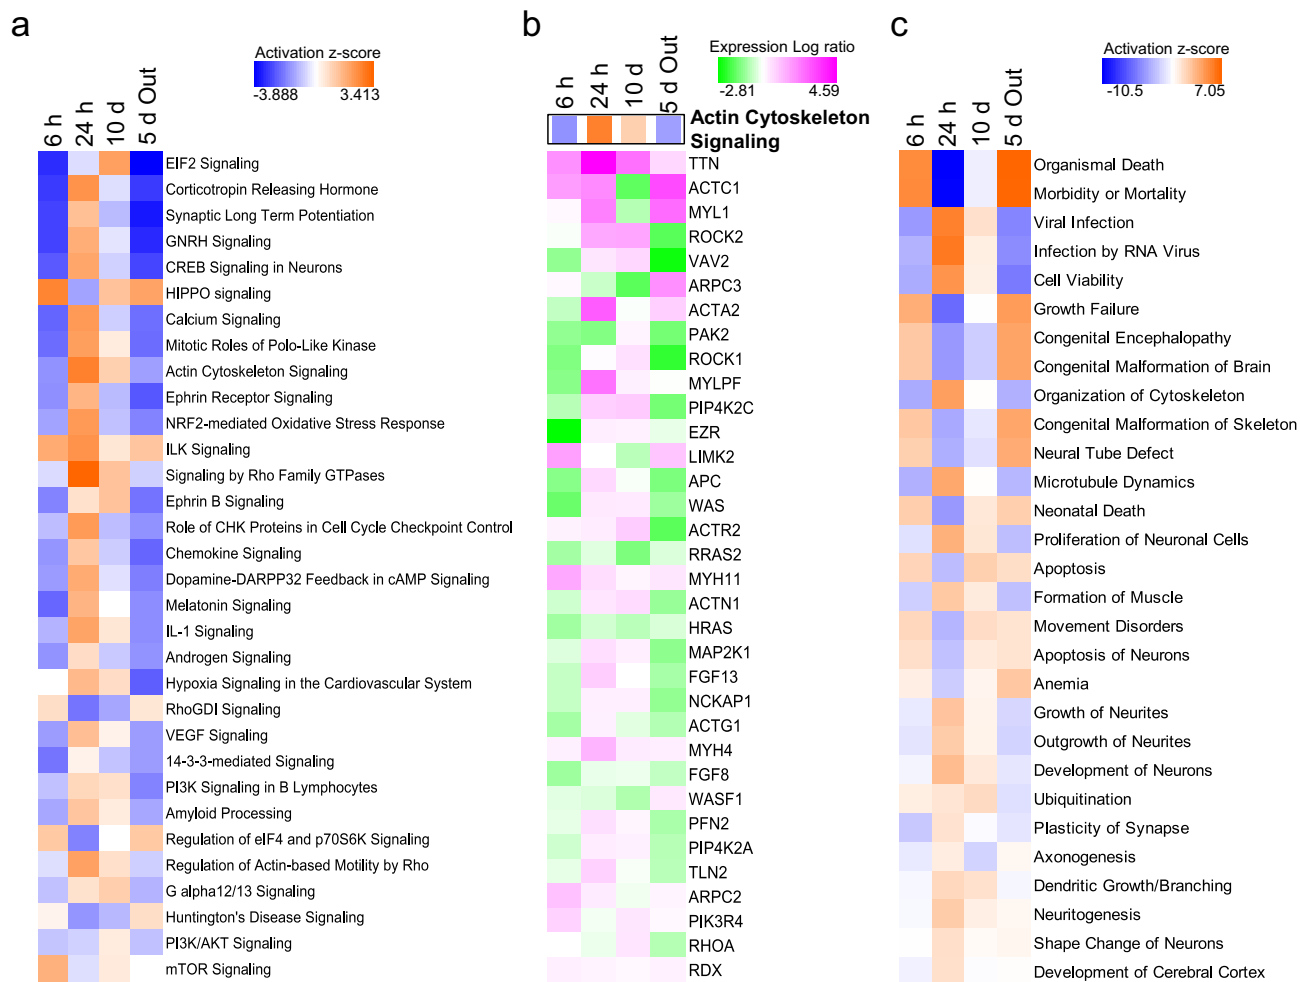 a
Activation z-score
-3.888 3.413
6 h
24 h
10 d
5 d Out
EIF2 Signaling
Corticotropin Releasing Hormone
Synaptic Long Term Potentiation
GNRH Signaling
CREB Signaling in Neurons
HIPPO signaling
Calcium Signaling
Mitotic Roles of Polo-Like Kinase
Actin Cytoskeleton Signaling
Ephrin Receptor Signaling
NRF2-mediated Oxidative Stress Response
ILK Signaling
Signaling by Rho Family GTPases
Ephrin B Signaling
Role of CHK Proteins in Cell Cycle Checkpoint Control
Chemokine Signaling
Dopamine-DARPP32 Feedback in cAMP Signaling
Melatonin Signaling
IL-1 Signaling
Androgen Signaling
Hypoxia Signaling in the Cardiovascular System
RhoGDI Signaling
VEGF Signaling
14-3-3-mediated Signaling
PI3K Signaling in B Lymphocytes
Amyloid Processing
Regulation of eIF4 and p70S6K Signaling
Regulation of Actin-based Motility by Rho
G alpha12/13 Signaling
Huntington's Disease Signaling
PI3K/AKT Signaling
mTOR Signaling
b
Expression Log ratio
-2.81 4.59
6 h
24 h
10 d
5 d Out
Actin Cytoskeleton
Signaling
TTN
ACTC1
MYL1
ROCK2
VAV2
ARPC3
ACTA2
PAK2
ROCK1
MYLPF
PIP4K2C
EZR
LIMK2
APC
WAS
ACTR2
RRAS2
MYH11
ACTN1
HRAS
MAP2K1
FGF13
NCKAP1
ACTG1
MYH4
FGF8
WASF1
PFN2
PIP4K2A
TLN2
ARPC2
PIK3R4
RHOA
RDX
c
Activation z-score
-10.5 7.05
6 h
24 h
10 d
5 d Out
Organismal Death
Morbidity or Mortality
Viral Infection
Infection by RNA Virus
Cell Viability
Growth Failure
Congenital Encephalopathy
Congenital Malformation of Brain
Organization of Cytoskeleton
Congenital Malformation of Skeleton
Neural Tube Defect
Microtubule Dynamics
Neonatal Death
Proliferation of Neuronal Cells
Apoptosis
Formation of Muscle
Movement Disorders
Apoptosis of Neurons
Anemia
Growth of Neurites
Outgrowth of Neurites
Development of Neurons
Ubiquitination
Plasticity of Synapse
Axonogenesis
Dendritic Growth/Branching
Neuritogenesis
Shape Change of Neurons
Development of Cerebral Cortex